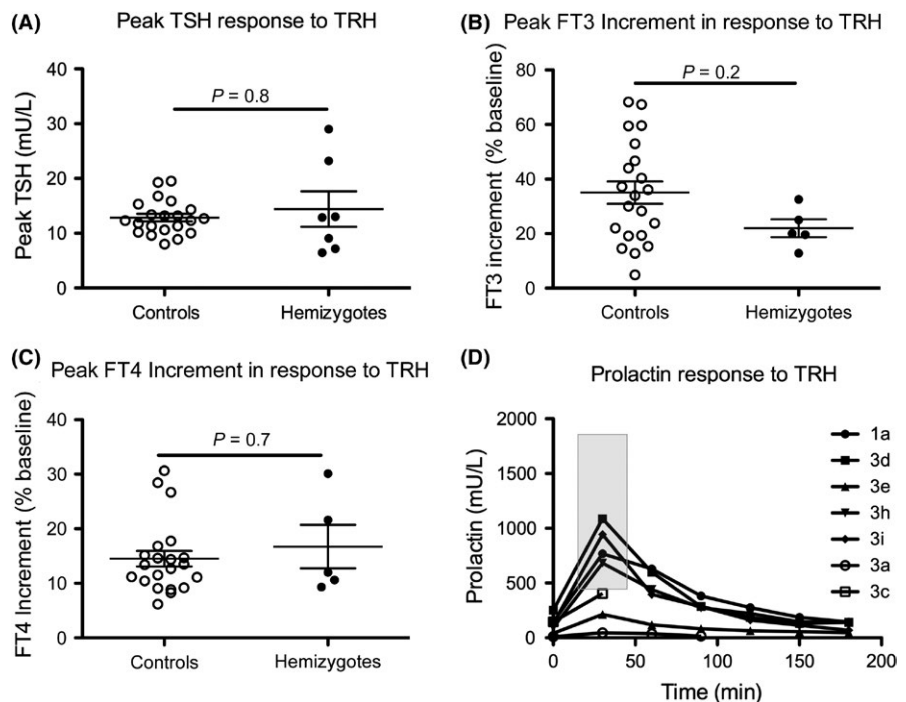 (A) Peak TSH response to TRH
Peak TSH (mU/L)
40
30
20
10
0
P = 0.8
Controls Hemizygotes
(B) Peak FT3 Increment in response to TRH
FT3 increment (% baseline)
80
60
40
20
0
P = 0.2
Controls Hemizygotes
(C) Peak FT4 Increment in response to TRH
FT4 Increment (% baseline)
40
30
20
10
0
P = 0.7
Controls Hemizygotes
(D) Prolactin response to TRH
Prolactin (mU/L)
2000
1500
1000
500
0
0 50 100 150 200
Time (min)
1a
3d
3e
3h
3i
3a
3c